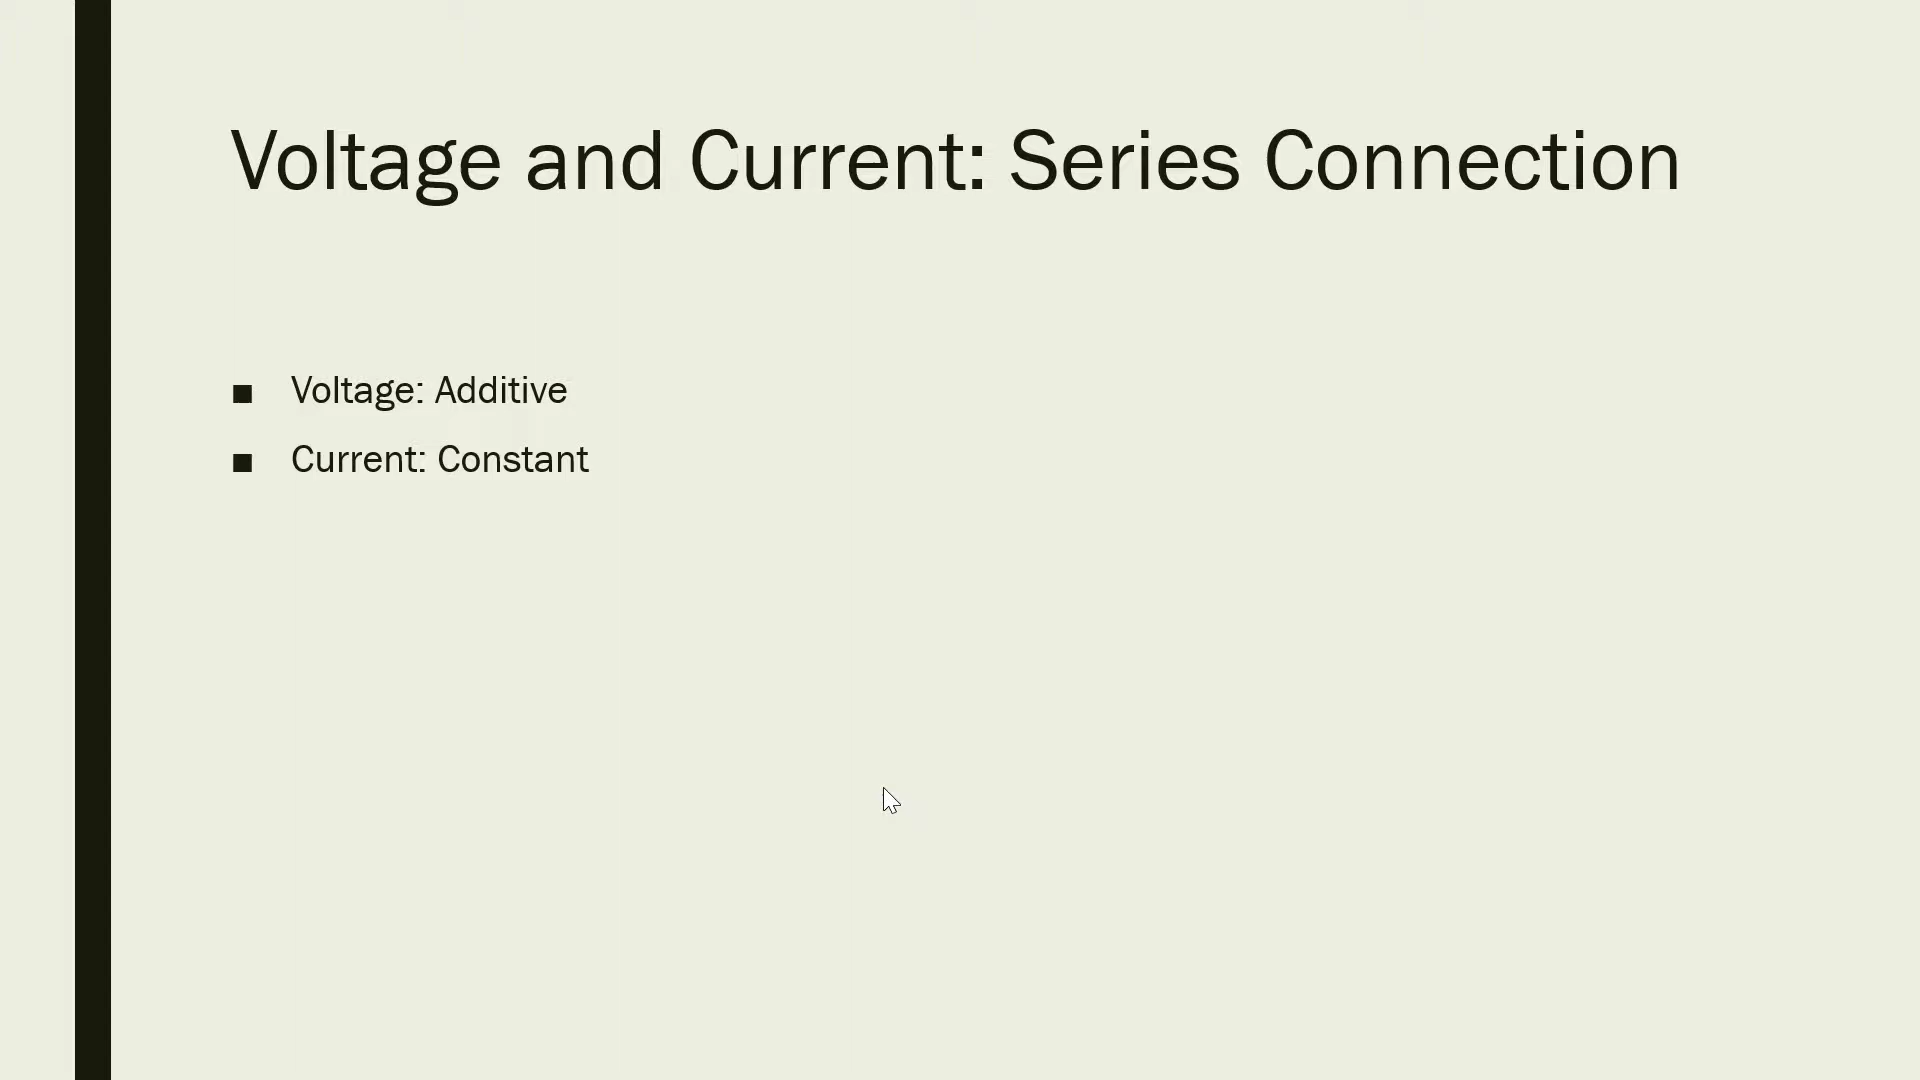 Voltage and Current: Series Connection
■ Voltage: Additive
■ Current: Constant